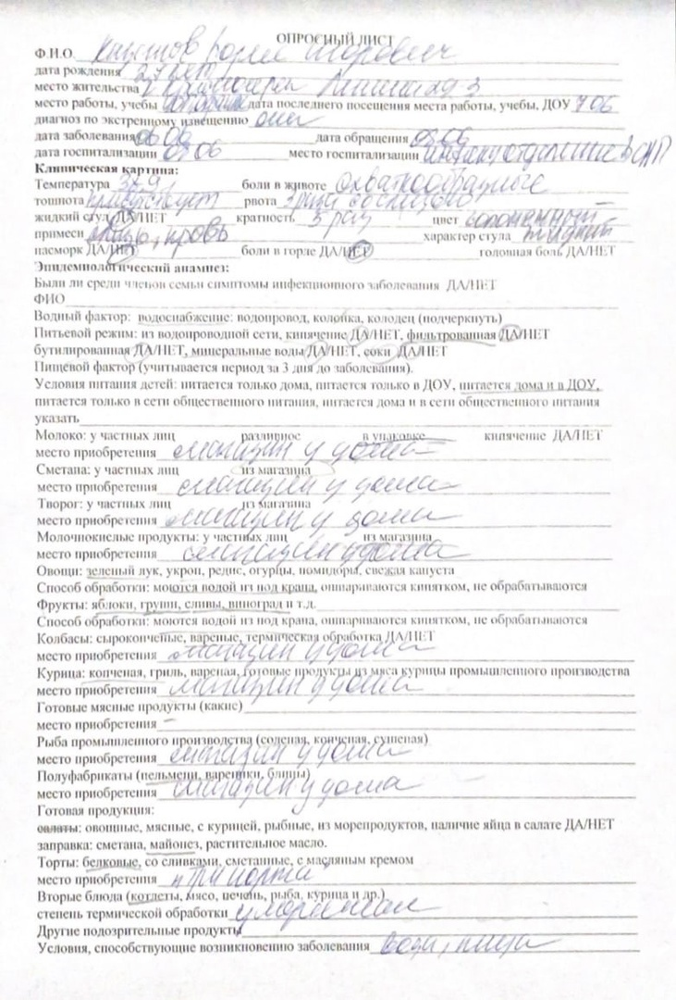 ОПРОСНЫЙ ЛИСТ
Ф.И.О.
дата рождения 27 лет
место жительства
место работы, учебы дата последнего посещения места работы, учебы, ДОУ 7 06
диагноз по экстренному извещению ОКИ
дата заболевания 06 06 дата обращения 08.06
дата госпитализации 08 06 место госпитализации
Клиническая картина:
Температура боли в животе схваткообразные
тошнота присутствует рвота 3 раза
жидкий стул ДА/НЕТ кратность 5 раз цвет
примеси слизь, кровь характер стула жидкий
насморк ДА/НЕТ боли в горле ДА/НЕТ головная боль ДА/НЕТ
Эпидемиологический анамнез:
Были ли среди членов семьи симптомы инфекционного заболевания ДА/НЕТ
ФИО
Водный фактор: водоснабжение: водопровод, колонка, колодец (подчеркнуть)
Питьевой режим: из водопроводной сети, кипячение ДА/НЕТ, фильтрованная ДА/НЕТ
бутилированная ДА/НЕТ, минеральные воды ДА/НЕТ, соки ДА/НЕТ
Пищевой фактор (учитывается период за 3 дня до заболевания).
Условия питания детей: питается только дома, питается только в ДОУ, питается дома и в ДОУ,
питается только в сети общественного питания, питается дома и в сети общественного питания
указать
Молоко: у частных лиц разливное в упаковке кипячение ДА/НЕТ
место приобретения магазин у дома
Сметана: у частных лиц из магазина
место приобретения магазин у дома
Творог: у частных лиц из магазина
место приобретения магазин у дома
Молочнокислые продукты: у частных лиц из магазина
место приобретения магазин у дома
Овощи: зеленый лук, укроп, редис, огурцы, помидоры, свежая капуста
Способ обработки: моются водой из под крана, ошпариваются кипятком, не обрабатываются
Фрукты: яблоки, груши, сливы, виноград и т.д.
Способ обработки: моются водой из под крана, ошпариваются кипятком, не обрабатываются
Колбасы: сырокопченые, вареные, термическая обработка ДА/НЕТ
место приобретения магазин у дома
Курица: копченая, гриль, вареная, готовые продукты из мяса курицы промышленного производства
место приобретения магазин у дома
Готовые мясные продукты (какие)
место приобретения –
Рыба промышленного производства (соленая, копченая, сушеная)
место приобретения магазин у дома
Полуфабрикаты (пельмени, вареники, блины)
место приобретения магазин у дома
Готовая продукция:
салаты: овощные, мясные, с курицей, рыбные, из морепродуктов, наличие яйца в салате ДА/НЕТ
заправка: сметана, майонез, растительное масло.
Торты: белковые, со сливками, сметанные, с масляным кремом
место приобретения "Три торта"
Вторые блюда (котлеты, мясо, печень, рыба, курица и др.)
степень термической обработки умеренная
Другие подозрительные продукты
Условия, способствующие возникновению заболевания вода, пища